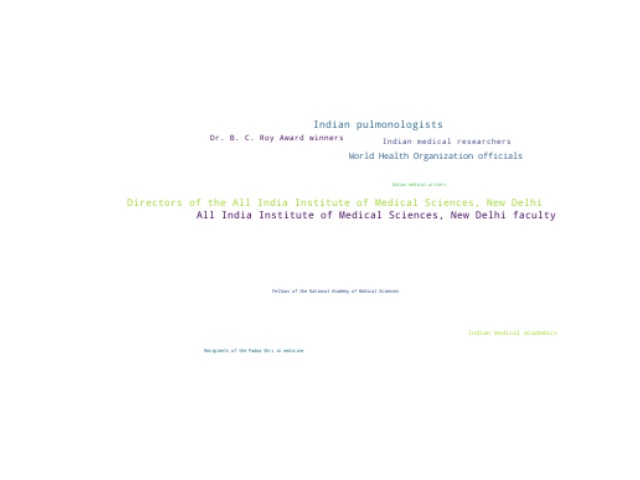 Indian pulmonologists
Dr. B. C. Roy Award winners
Indian medical researchers
World Health Organization officials
Indian medical writers
Directors of the All India Institute of Medical Sciences, New Delhi
All India Institute of Medical Sciences, New Delhi faculty
Fellows of the National Academy of Medical Sciences
Indian medical academics
Recipients of the Padma Shri in medicine